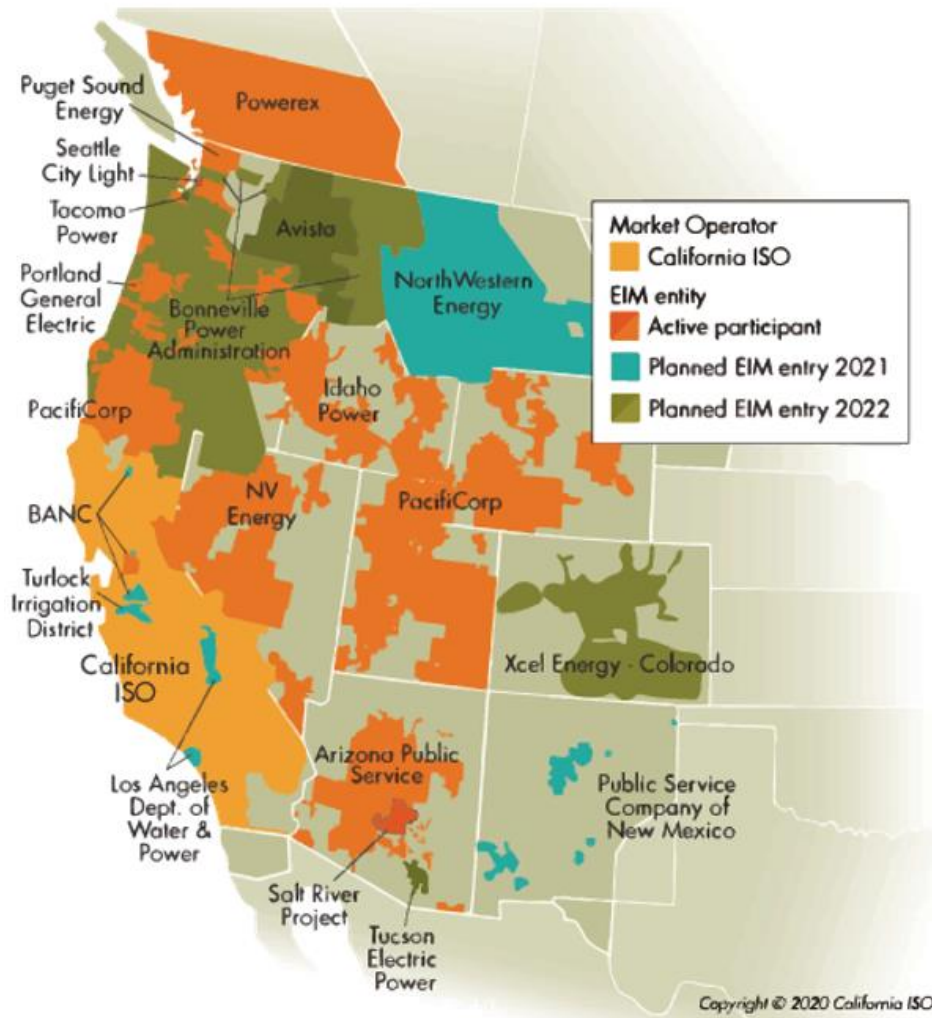 Powerex
Puget Sound
Energy
Seattle
City Light
Tacoma
Power
Avista
Portland
General
Electric
Bonneville
Power
Administration
NorthWestern
Energy
Market Operator
California ISO
EIM entity
Active participant
Planned EIM entry 2021
Planned EIM entry 2022
PacifiCorp
Idaho
Power
BANC
NV
Energy
PacifiCorp
Turlock
Irrigation
District
California
ISO
Xcel Energy - Colorado
Los Angeles
Dept. of
Water &
Power
Arizona Public
Service
Public Service
Company of
New Mexico
Salt River
Project
Tucson
Electric
Power
Copyright © 2020 California ISO